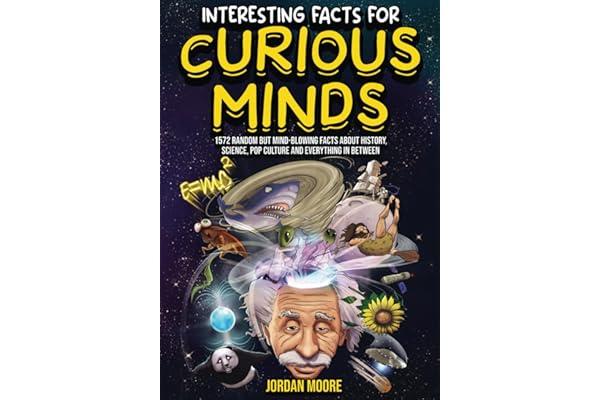 INTERESTING FACTS FOR
CURIOUS
MINDS
1572 RANDOM BUT MIND-BLOWING FACTS ABOUT HISTORY,
SCIENCE, POP CULTURE AND EVERYTHING IN BETWEEN
E=mc²
JORDAN MOORE